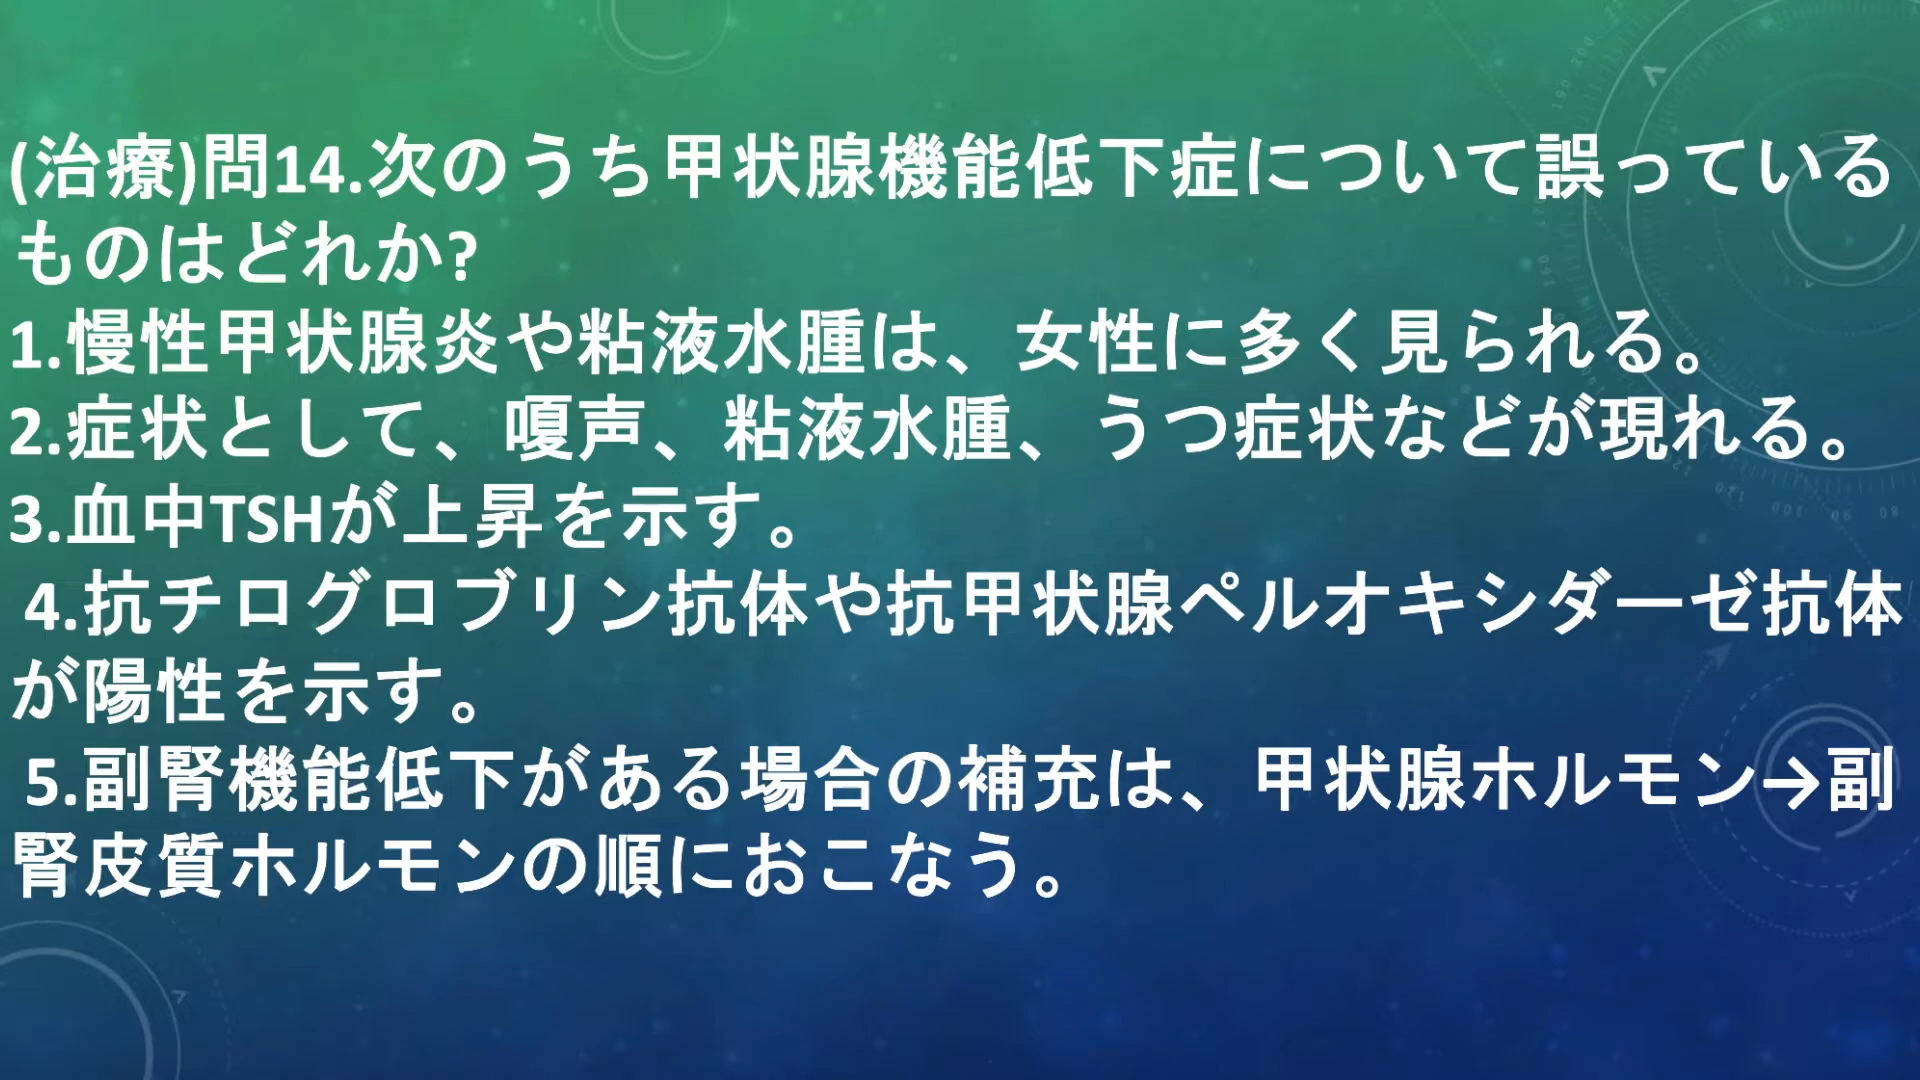 (治療)問14.次のうち甲状腺機能低下症について誤っている
ものはどれか?
1.慢性甲状腺炎や粘液水腫は、女性に多く見られる。
2.症状として、嗄声、粘液水腫、うつ症状などが現れる。
3.血中TSHが上昇を示す。
4.抗チログロブリン抗体や抗甲状腺ペルオキシダーゼ抗体
が陽性を示す。
5.副腎機能低下がある場合の補充は、甲状腺ホルモン→副
腎皮質ホルモンの順におこなう。